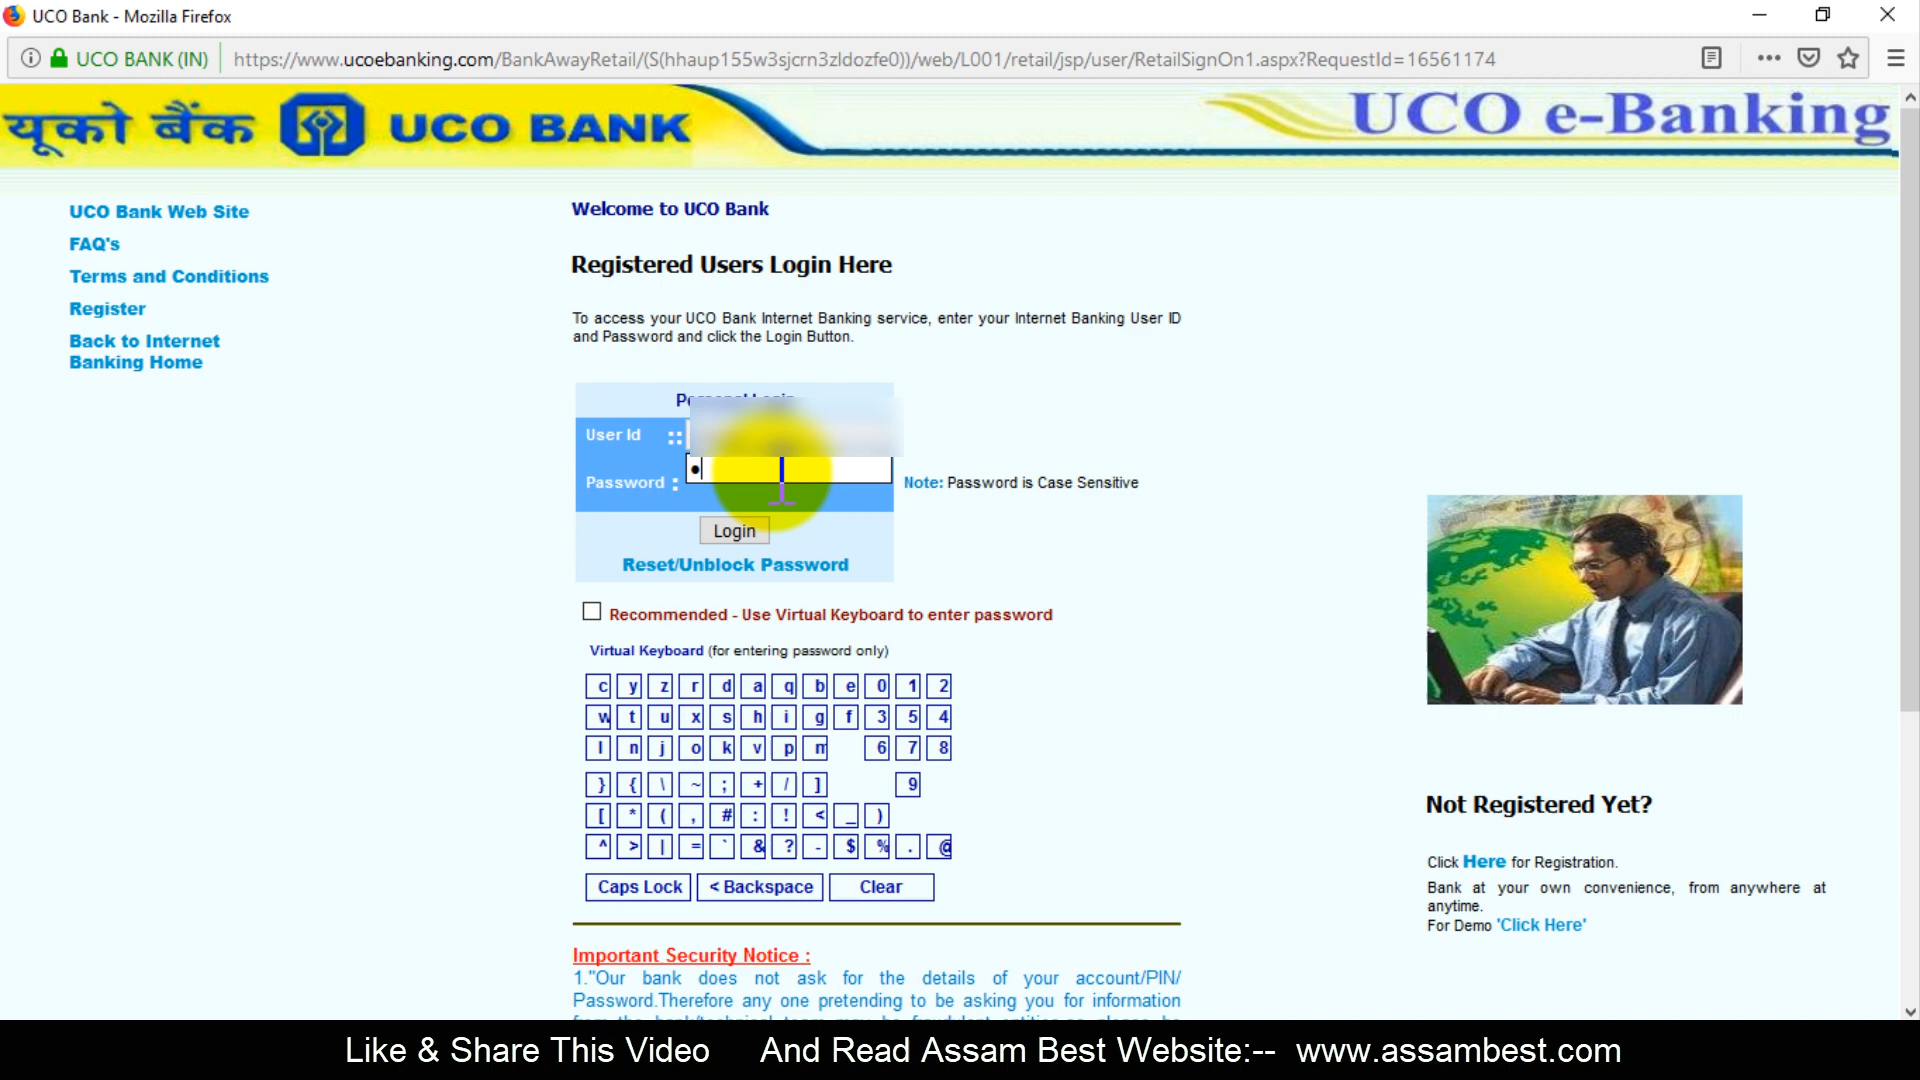 UCO Bank - Mozilla Firefox
UCO BANK (IN)
https://www.ucoebanking.com/BankAwayRetail/(S(hhaup155w3sjcrn3zldozfe0))/web/L001/retail/jsp/user/RetailSignOn1.aspx?RequestId=16561174
यूको बैंक UCO BANK
UCO e-Banking
UCO Bank Web Site
FAQ's
Terms and Conditions
Register
Back to Internet
Banking Home
Welcome to UCO Bank
Registered Users Login Here
To access your UCO Bank Internet Banking service, enter your Internet Banking User ID
and Password and click the Login Button.
User Id ::
Password :
Note: Password is Case Sensitive
Login
Reset/Unblock Password
Recommended - Use Virtual Keyboard to enter password
Virtual Keyboard (for entering password only)
c y z r d a q b e 0 1 2
w t u x s h i g f 3 5 4
l n j o k v p m 6 7 8
} { \ ~ ; + / ] 9
[ * ( , # : ! < _ )
^ > | = ` & ? - $ % . @
Caps Lock < Backspace Clear
Important Security Notice :
1."Our bank does not ask for the details of your account/PIN/
Password.Therefore any one pretending to be asking you for information
Not Registered Yet?
Click Here for Registration.
Bank at your own convenience, from anywhere at
anytime.
For Demo 'Click Here'
Like & Share This Video And Read Assam Best Website:-- www.assambest.com